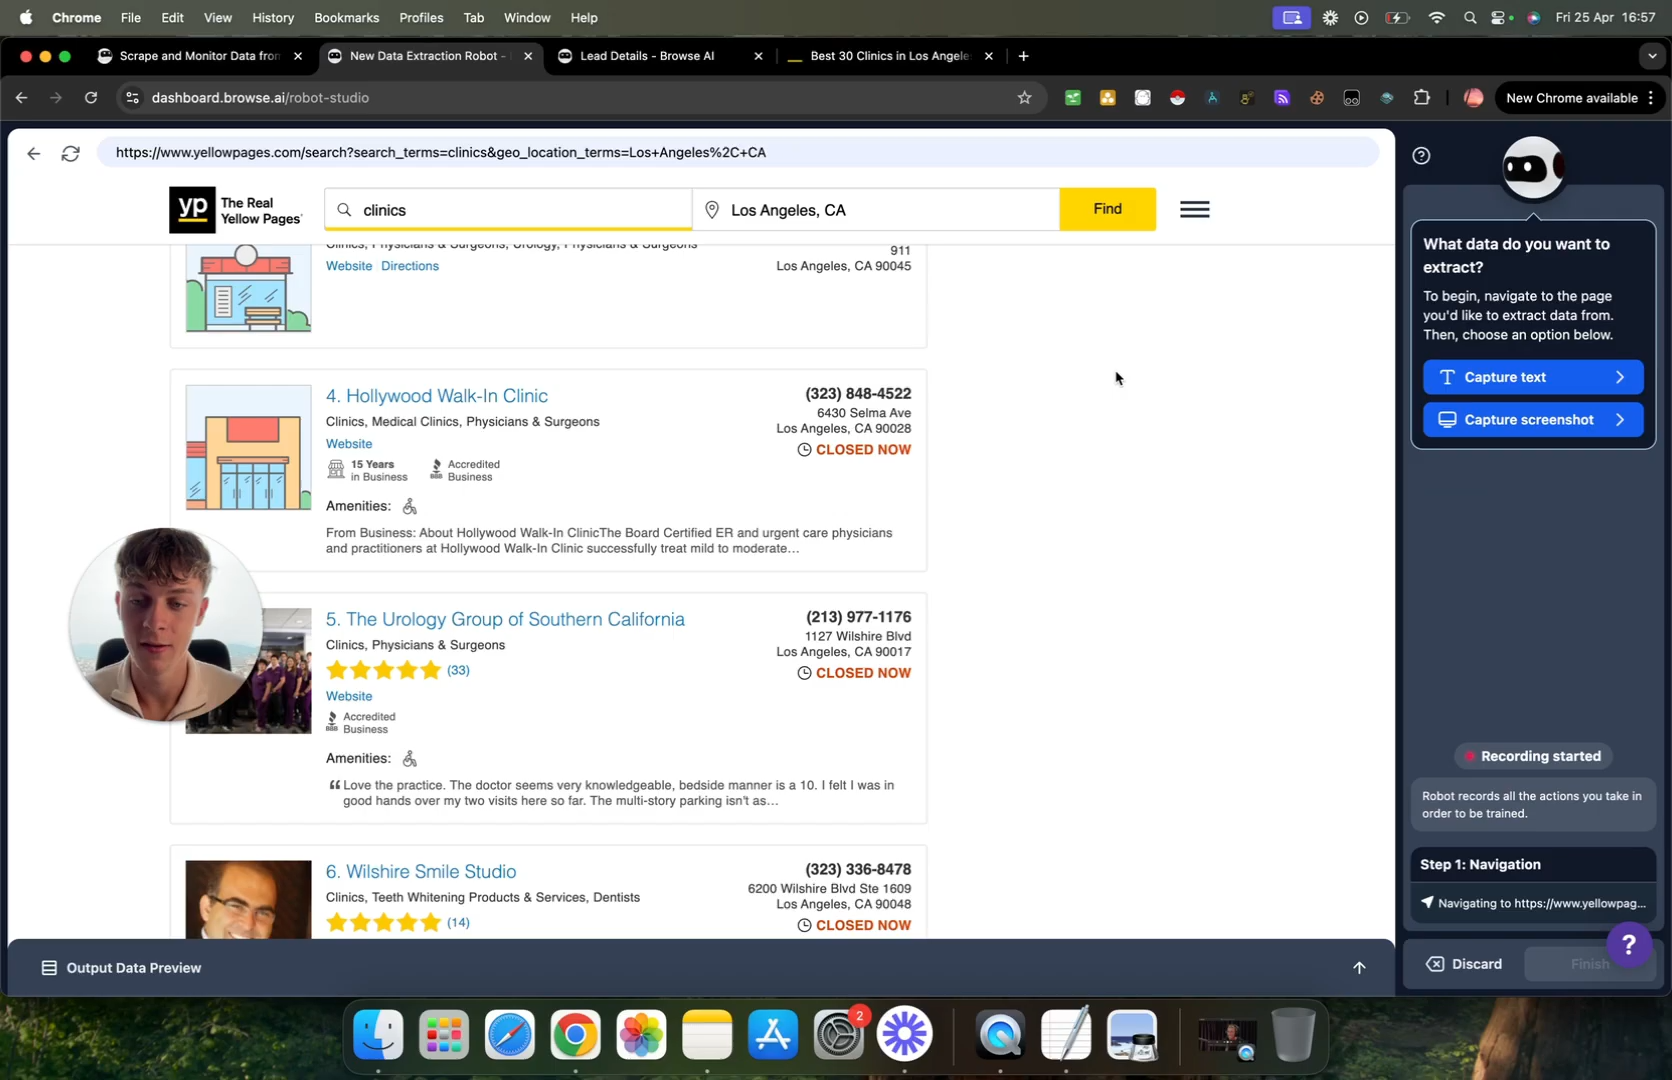 Chrome File Edit View History Bookmarks Profiles Tab Window Help Fri 25 Apr 16:57
Scrape and Monitor Data from New Data Extraction Robot - Lead Details - Browse AI Best 30 Clinics in Los Angeles
dashboard.browse.ai/robot-studio New Chrome available
https://www.yellowpages.com/search?search_terms=clinics&geo_location_terms=Los+Angeles%2C+CA
yp The Real
Yellow Pages
clinics
Los Angeles, CA
Find
Clinics, Physicians & Surgeons, Urology, Physicians & Surgeons
911
Website Directions
Los Angeles, CA 90045
4. Hollywood Walk-In Clinic
Clinics, Medical Clinics, Physicians & Surgeons
Website
15 Years
in Business
Accredited
Business
Amenities:
From Business: About Hollywood Walk-In ClinicThe Board Certified ER and urgent care physicians
and practitioners at Hollywood Walk-In Clinic successfully treat mild to moderate...
(323) 848-4522
6430 Selma Ave
Los Angeles, CA 90028
CLOSED NOW
5. The Urology Group of Southern California
Clinics, Physicians & Surgeons
(33)
Website
Accredited
Business
Amenities:
Love the practice. The doctor seems very knowledgeable, bedside manner is a 10. I felt I was in
good hands over my two visits here so far. The multi-story parking isn't as...
(213) 977-1176
1127 Wilshire Blvd
Los Angeles, CA 90017
CLOSED NOW
6. Wilshire Smile Studio
Clinics, Teeth Whitening Products & Services, Dentists
(14)
(323) 336-8478
6200 Wilshire Blvd Ste 1609
Los Angeles, CA 90048
CLOSED NOW
Output Data Preview
What data do you want to
extract?
To begin, navigate to the page
you'd like to extract data from.
Then, choose an option below.
Capture text
Capture screenshot
Recording started
Robot records all the actions you take in
order to be trained.
Step 1: Navigation
Navigating to https://www.yellowpag...
?
Discard
Finish
2